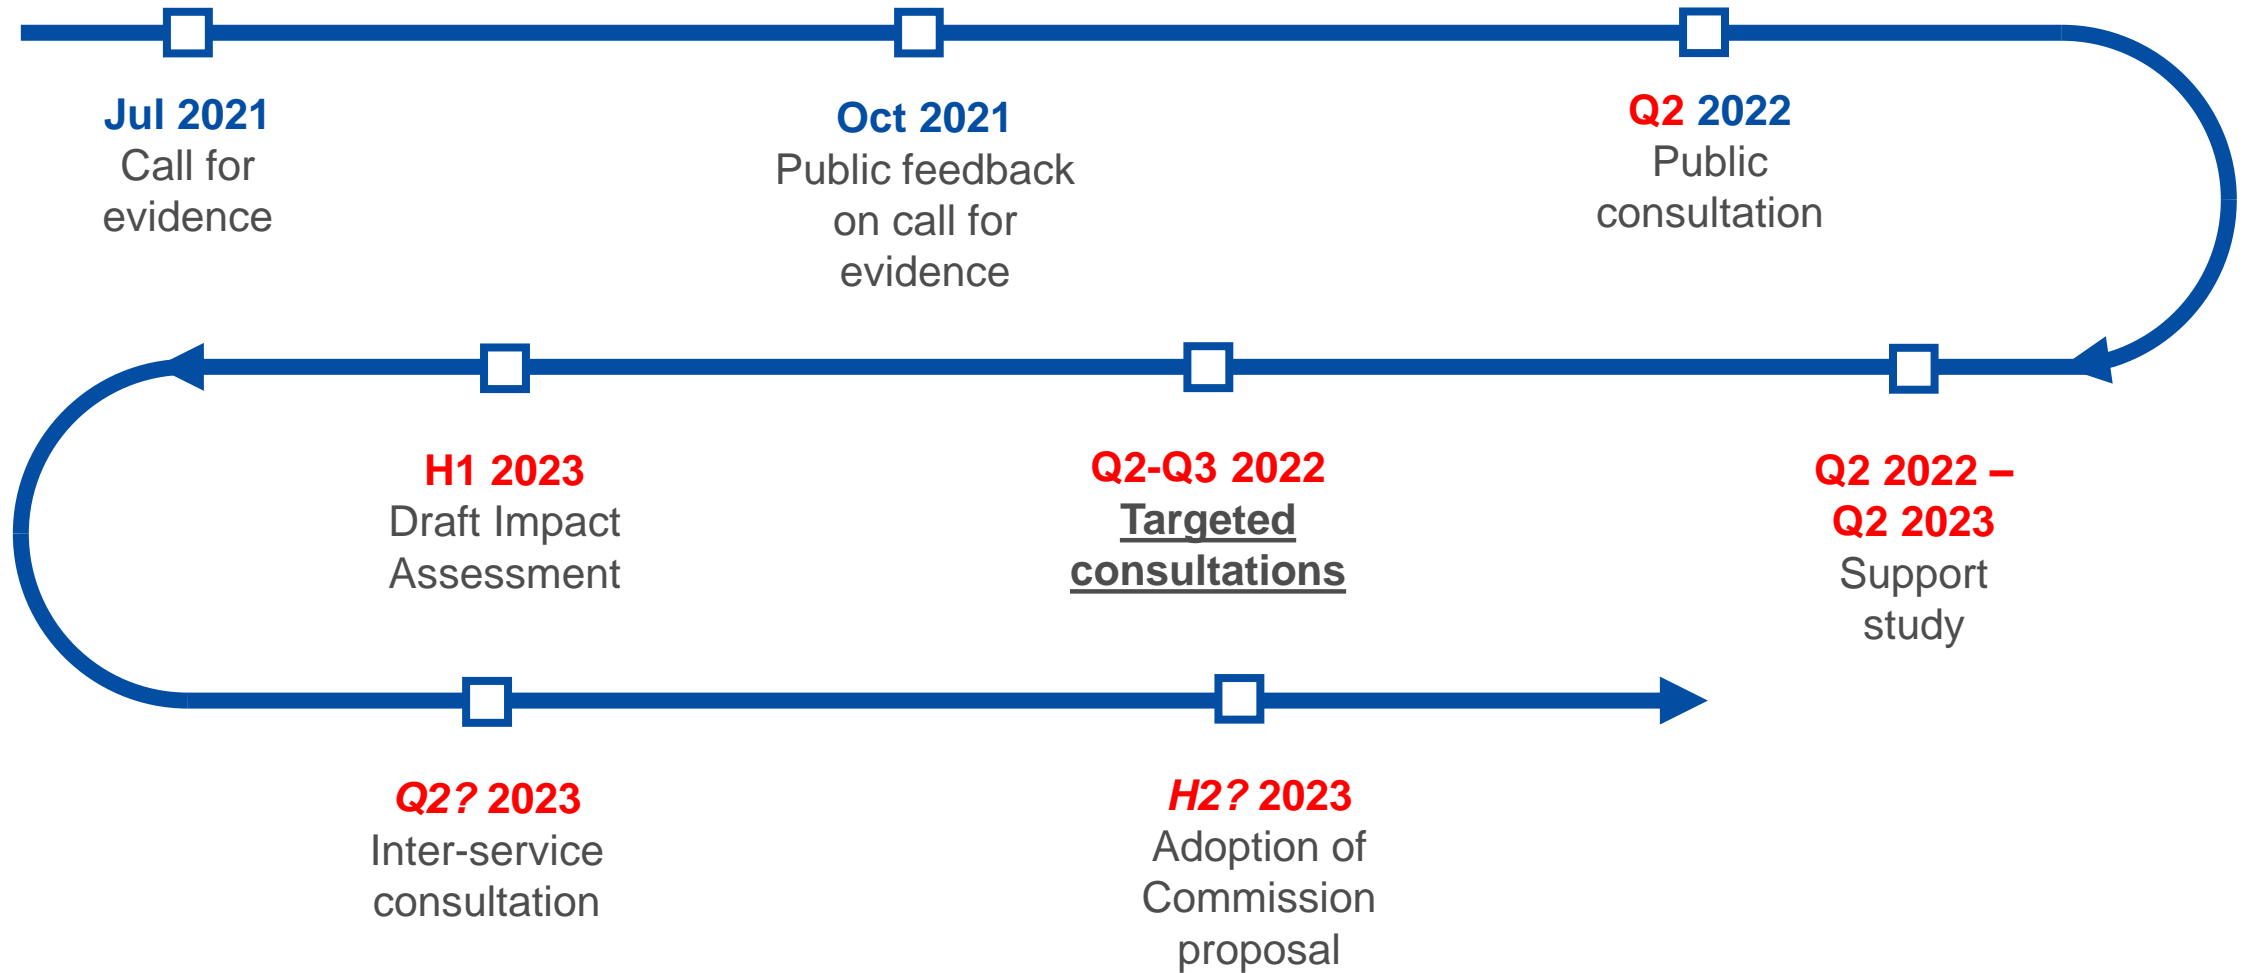 Jul 2021
Call for
evidence
Oct 2021
Public feedback
on call for
evidence
Q2 2022
Public
consultation
Q2 2022 –
Q2 2023
Support
study
Q2-Q3 2022
Targeted
consultations
H1 2023
Draft Impact
Assessment
Q2? 2023
Inter-service
consultation
H2? 2023
Adoption of
Commission
proposal